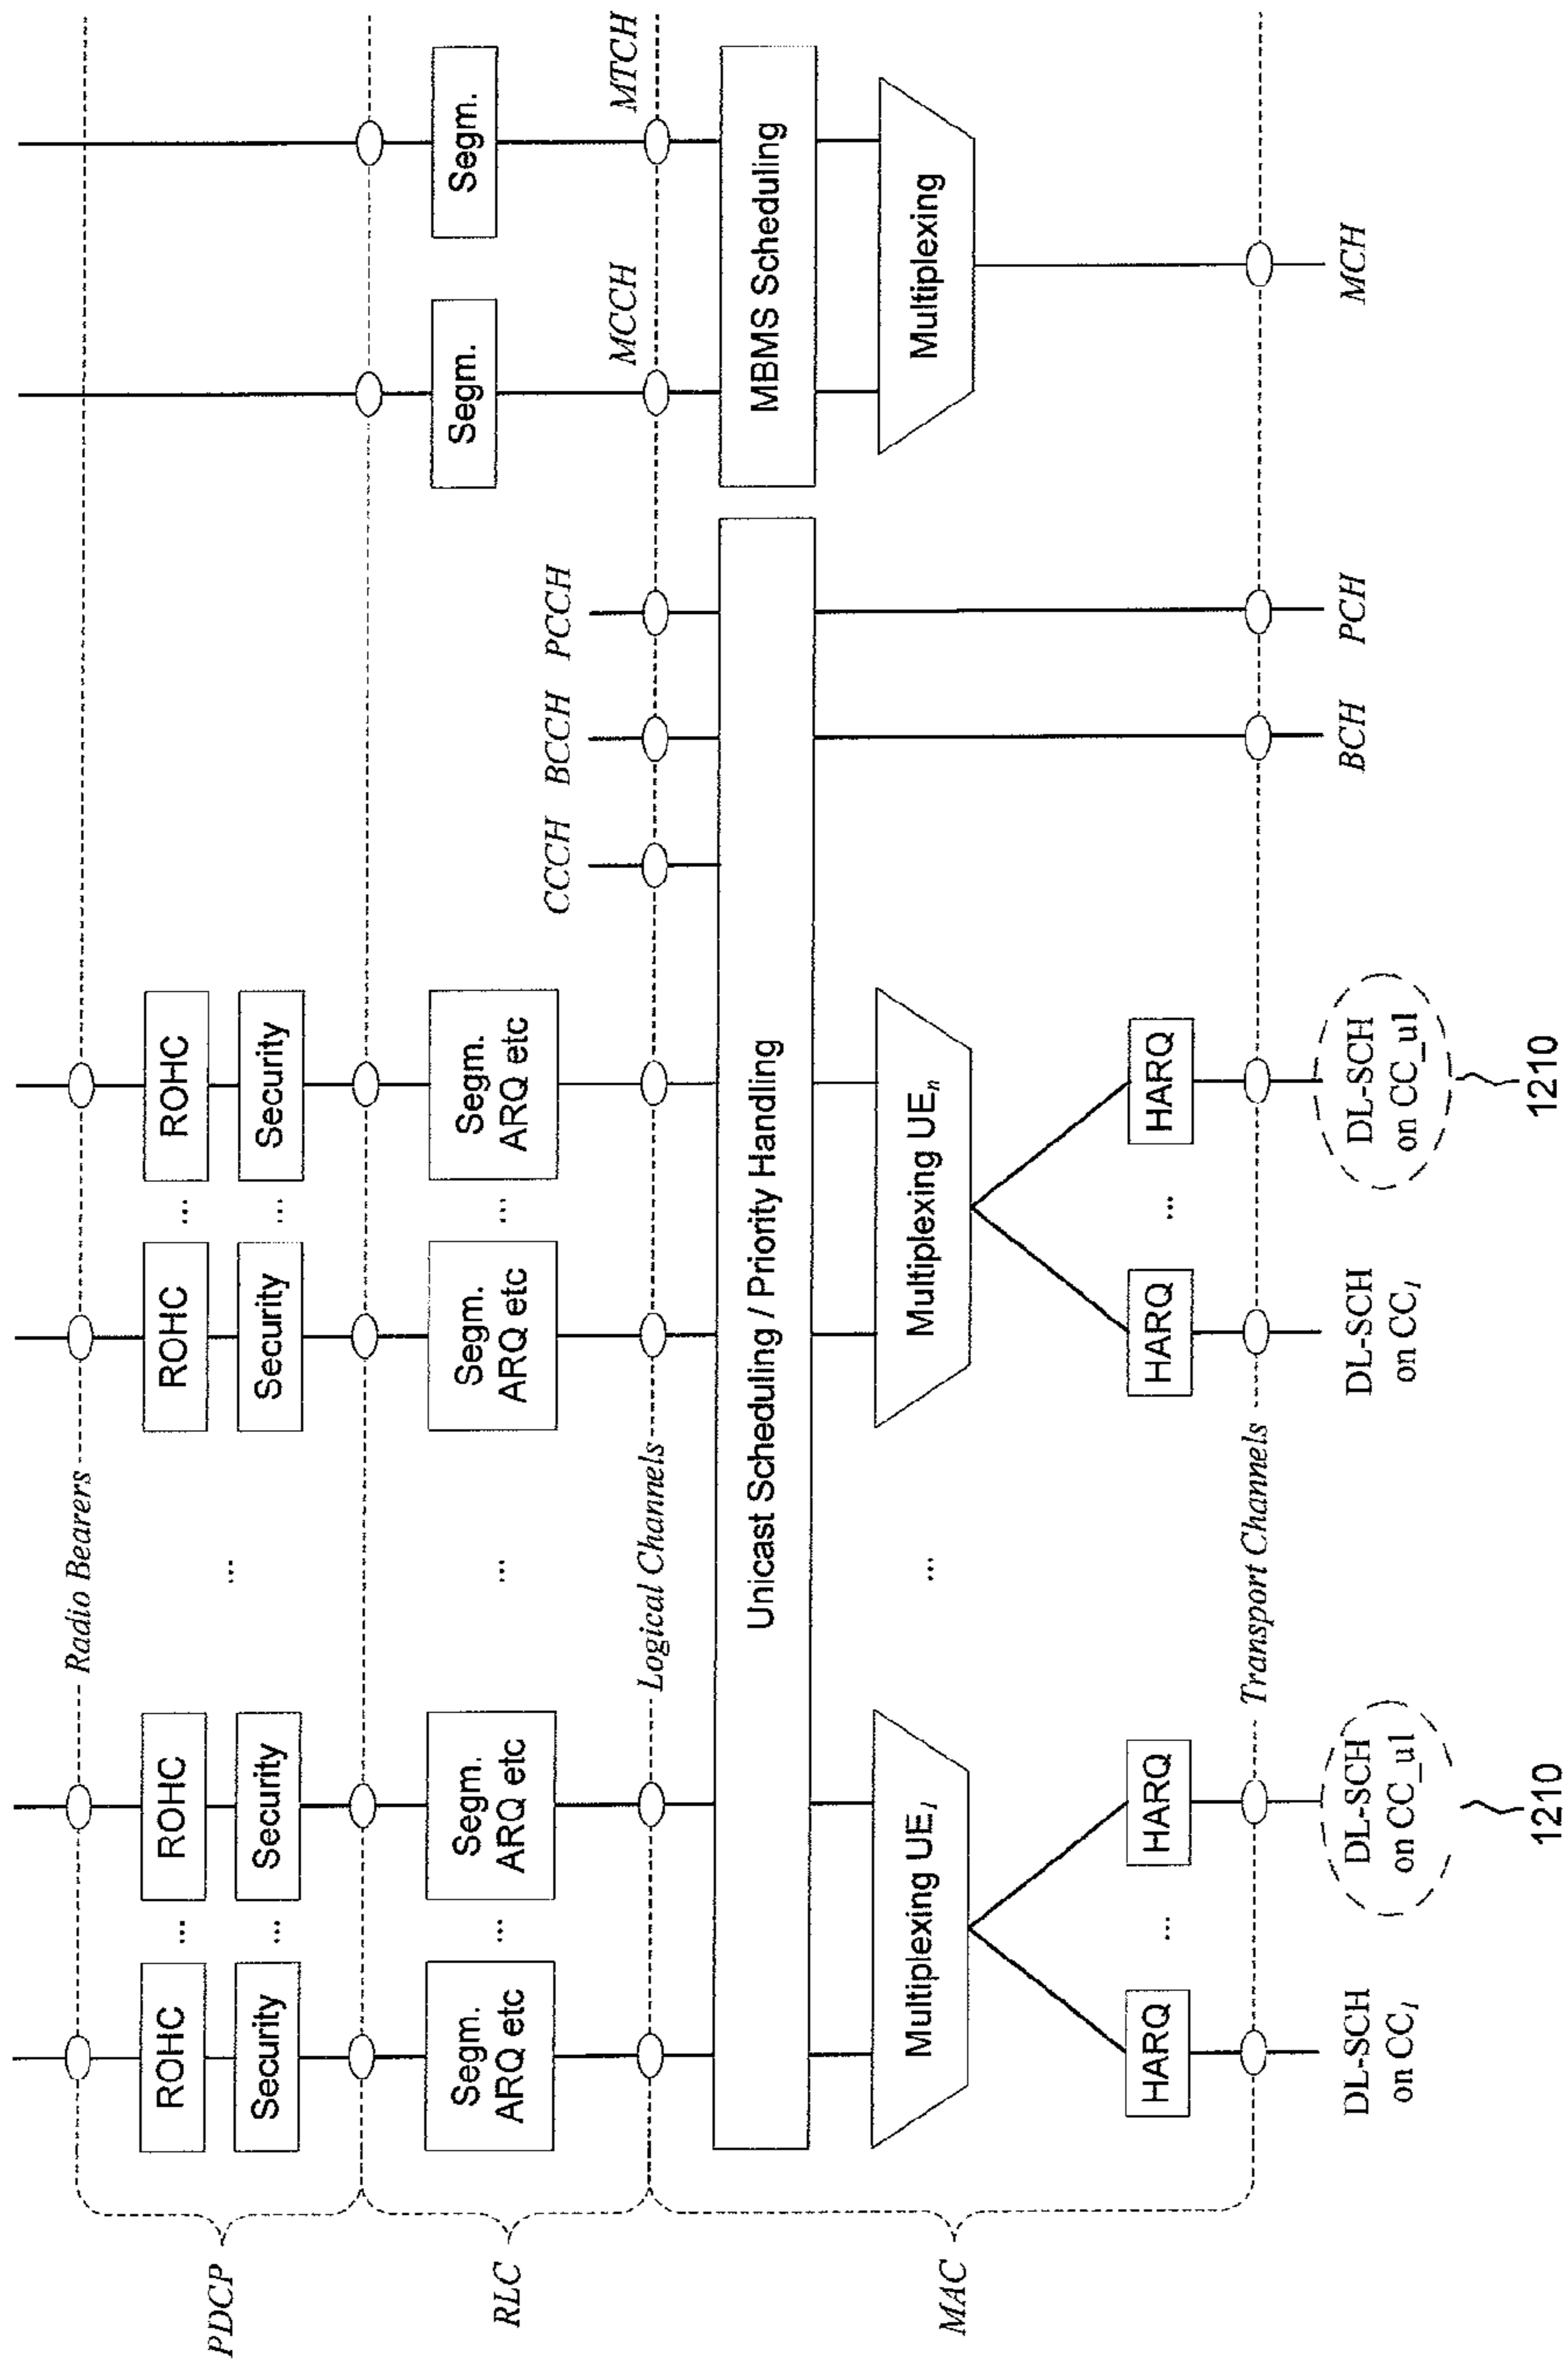 Radio Bearers
PDCP
ROHC
...
ROHC
ROHC
...
ROHC
...
Security
...
Security
Security
...
Security
RLC
Segm.
ARQ etc
...
Segm.
ARQ etc
...
Segm.
ARQ etc
...
Segm.
ARQ etc
Segm.
Segm.
CCCH
BCCH
PCCH
MCCH
MTCH
Logical Channels
Unicast Scheduling / Priority Handling
MBMS Scheduling
MAC
Multiplexing UE1
...
Multiplexing UEn
Multiplexing
HARQ
...
HARQ
HARQ
...
HARQ
Transport Channels
DL-SCH
on CC1
DL-SCH
on CC_u1
DL-SCH
on CC1
DL-SCH
on CC_u1
BCH
PCH
MCH
1210
1210